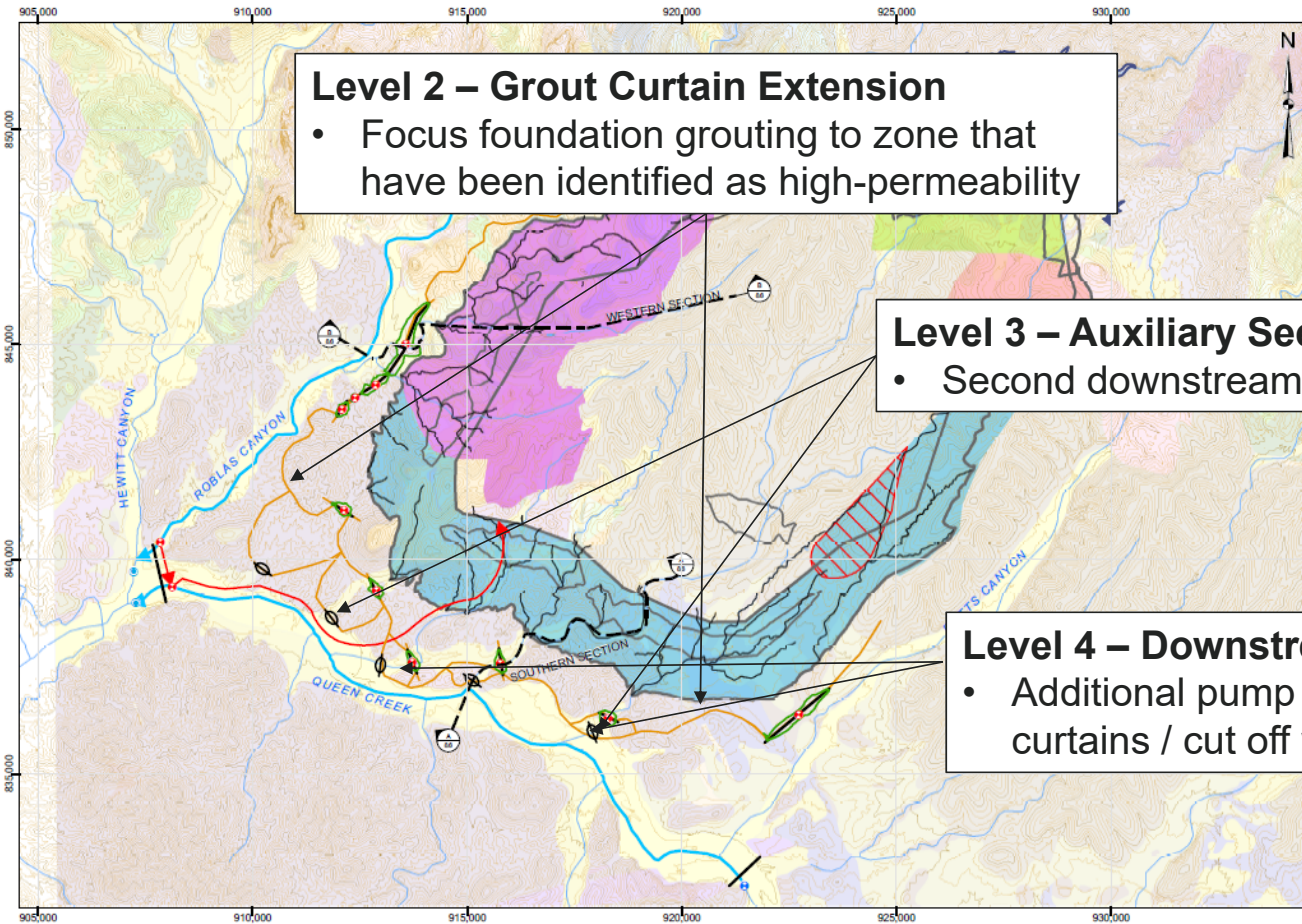 905,000 910,000 915,000 920,000 925,000 930,000
N
850,000
Level 2 – Grout Curtain Extension
• Focus foundation grouting to zone that
have been identified as high-permeability
WESTERN SECTION
845,000
Level 3 – Auxiliary See
• Second downstream
HEWITT CANYON
ROBLAS CANYON
840,000
TTS CANYON
SOUTHERN SECTION
QUEEN CREEK
Level 4 – Downstre
• Additional pump
curtains / cut off
835,000
905,000 910,000 915,000 920,000 925,000 930,000